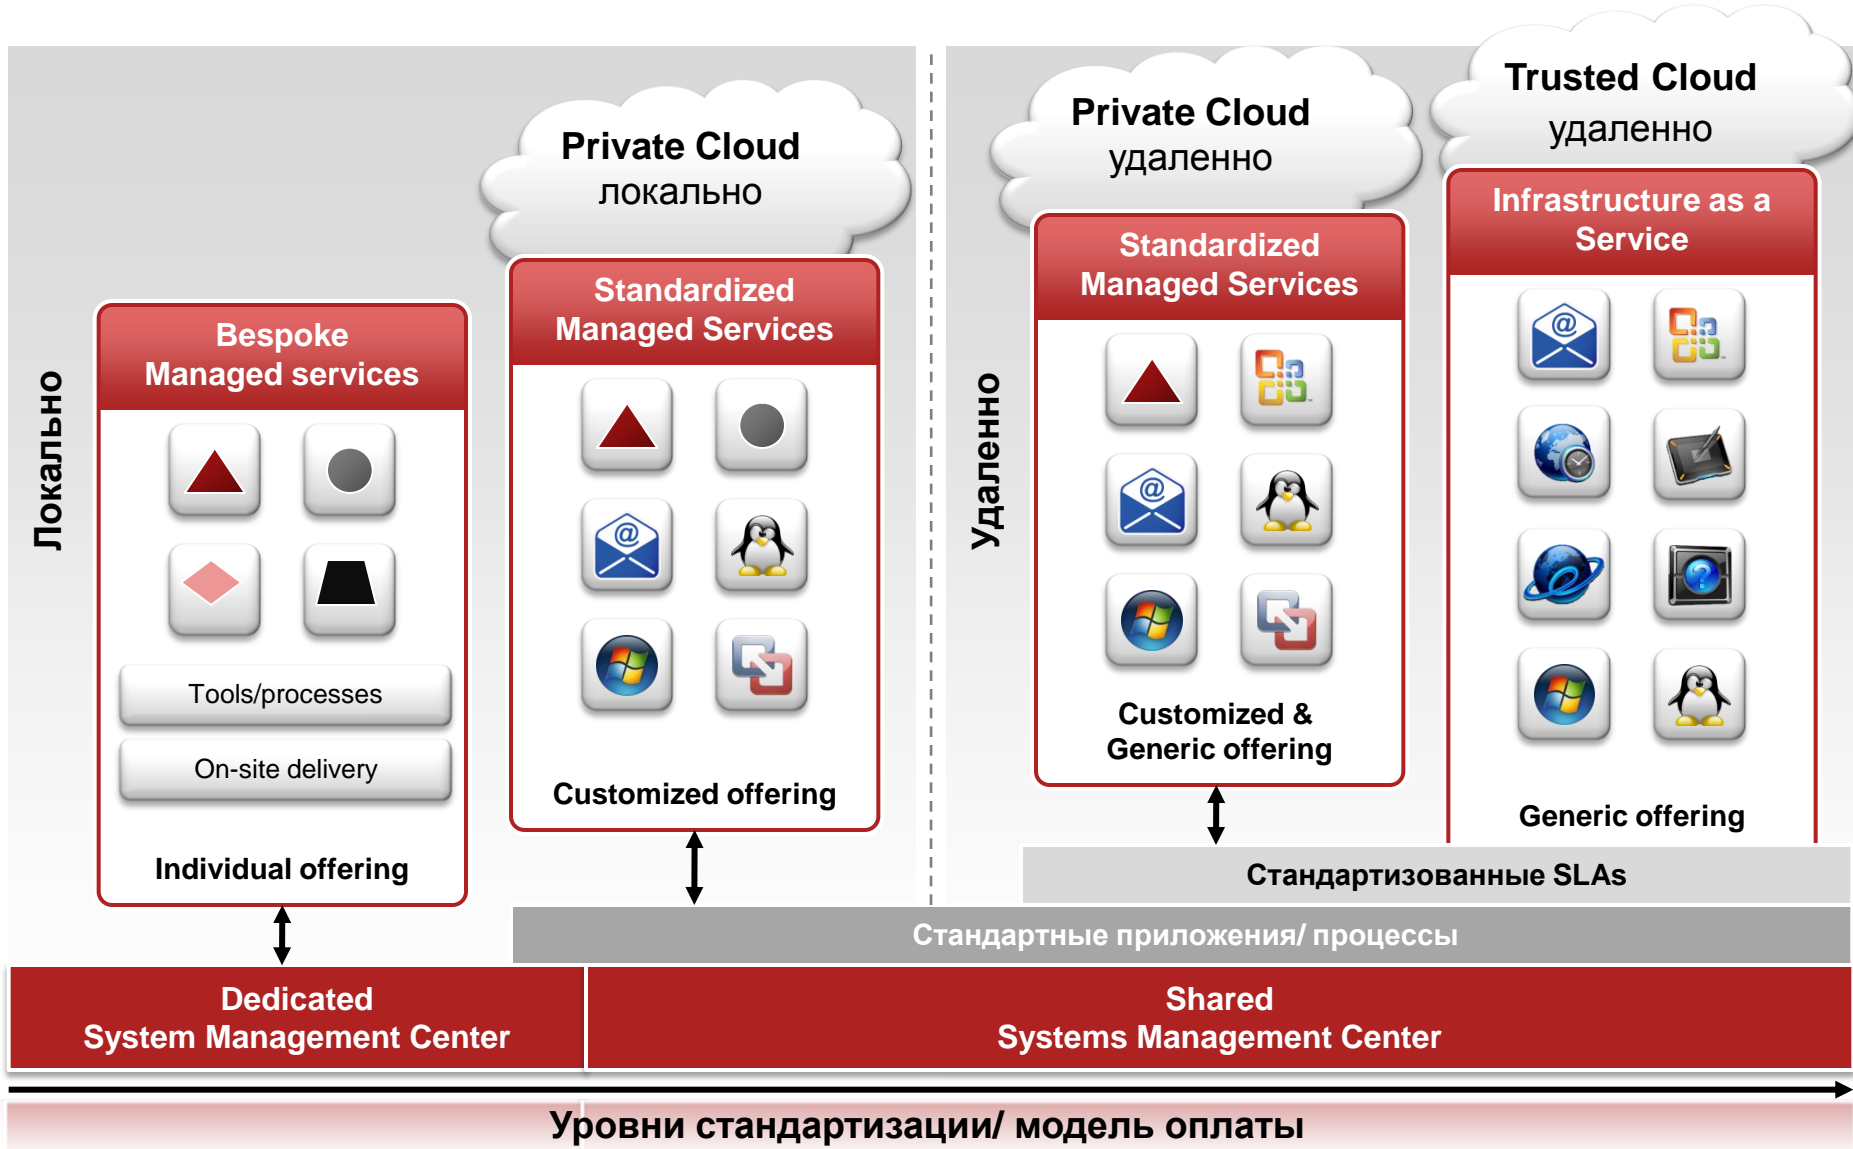 Локально
Bespoke
Managed services
Tools/processes
On-site delivery
Individual offering
Private Cloud
локально
Standardized
Managed Services
@
Customized offering
Удаленно
Private Cloud
удаленно
Standardized
Managed Services
@
Customized &
Generic offering
Trusted Cloud
удаленно
Infrastructure as a
Service
@
?
Generic offering
Стандартизованные SLAs
Стандартные приложения/ процессы
Dedicated
System Management Center
Shared
Systems Management Center
Уровни стандартизации/ модель оплаты